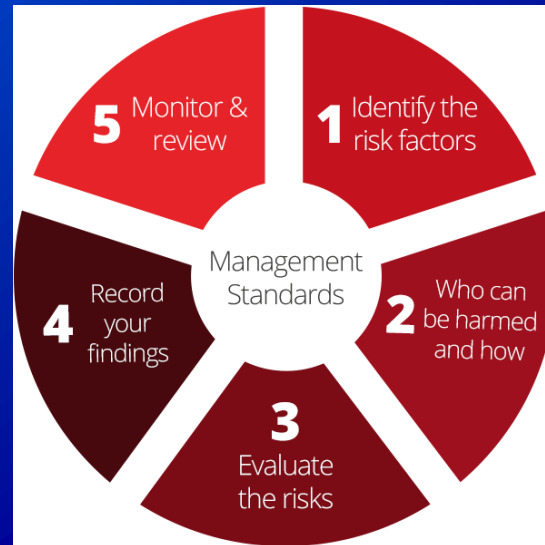 Management
Standards
1 Identify the
risk factors
2 Who can
be harmed
and how
3
Evaluate
the risks
4 Record
your
findings
5 Monitor &
review